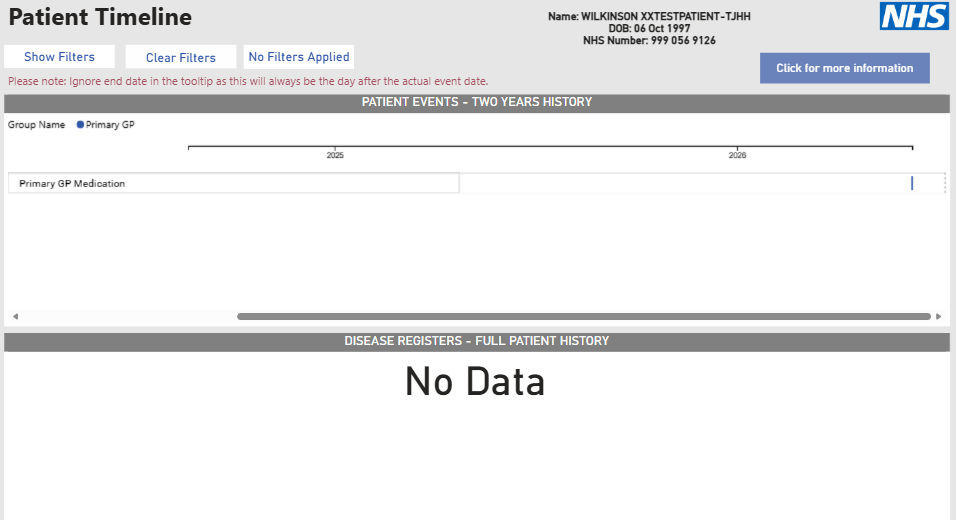 Patient Timeline
Name: WILKINSON XXTESTPATIENT-TJHH
DOB: 06 Oct 1997
NHS Number: 999 056 9126
NHS
Show Filters
Clear Filters
No Filters Applied
Click for more information
Please note: Ignore end date in the tooltip as this will always be the day after the actual event date.
PATIENT EVENTS - TWO YEARS HISTORY
Group Name Primary GP
2025 2026
Primary GP Medication
DISEASE REGISTERS - FULL PATIENT HISTORY
No Data